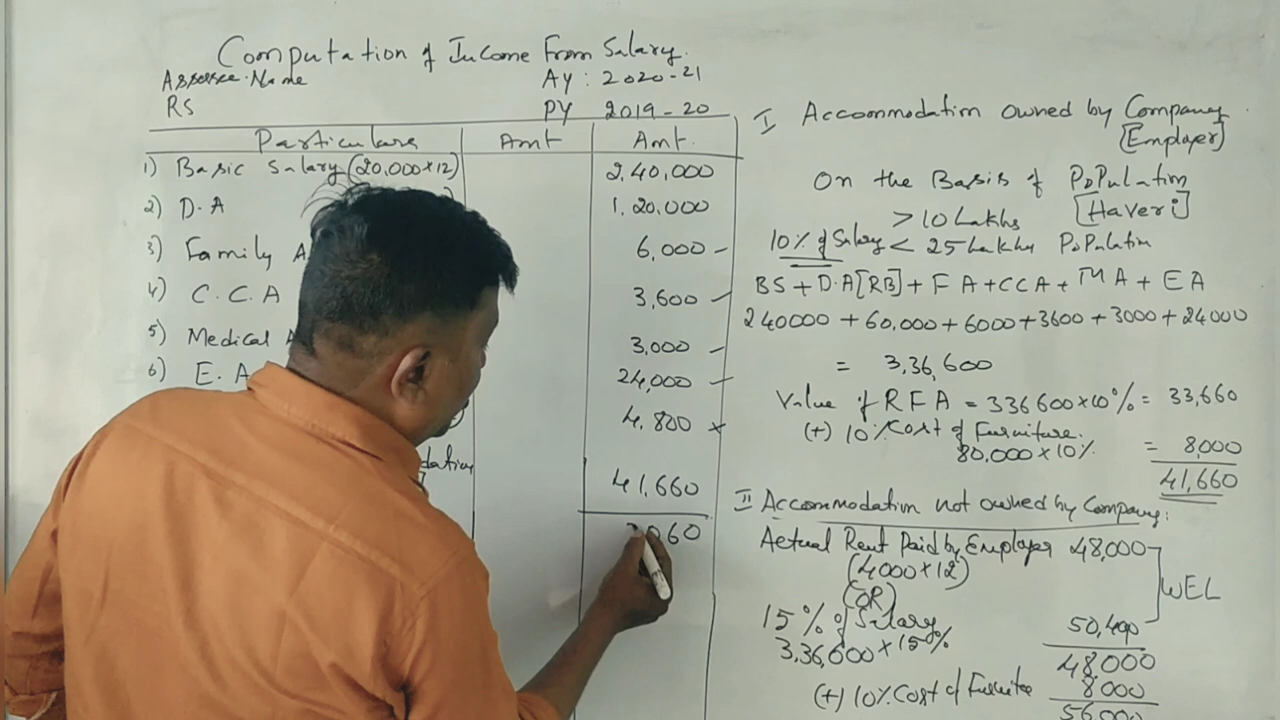 Computation of Income From Salary.
Assessee Name AY : 2020-21
RS PY 2019-20
Particulars Amt Amt.
1) Basic Salary (20,000×12) 2,40,000
2) D.A 1,20,000
3) Family A 6,000 -
4) C.C.A 3,600 -
5) Medical A 3,000 -
6) E.A 24,000 -
4,800 ×
dation
41,660
060
I Accommodation owned by Company
[Employer]
On the Basis of Population
> 10 Lakhs [Haveri]
10% of Salary < 25 Lakhs Population
BS + D.A [RB] + FA + CCA + MA + EA
240000 + 60,000 + 6000 + 3600 + 3000 + 24000
= 3,36,600
Value of RFA = 336600×10% = 33,660
(+) 10% Cost of Furniture.
80,000×10% = 8,000
41,660
II Accommodation not owned by Company:
Actual Rent Paid by Employer 48,000
(4000×12)
(OR) WEL
15% of Salary
3,36,600×15% 50,490
48,000
(+) 10% Cost of Furniture 8000
56,000